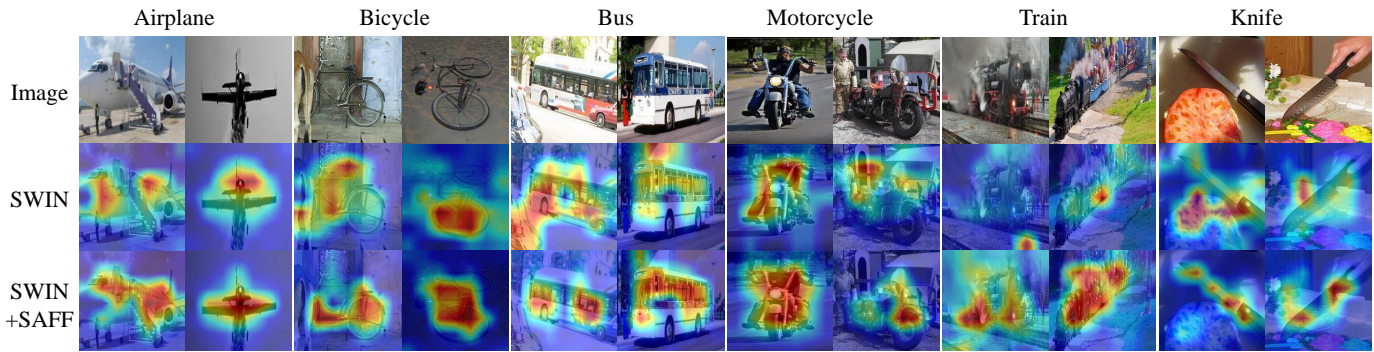 Airplane Bicycle Bus Motorcycle Train Knife
Image
SWIN
SWIN
+SAFF